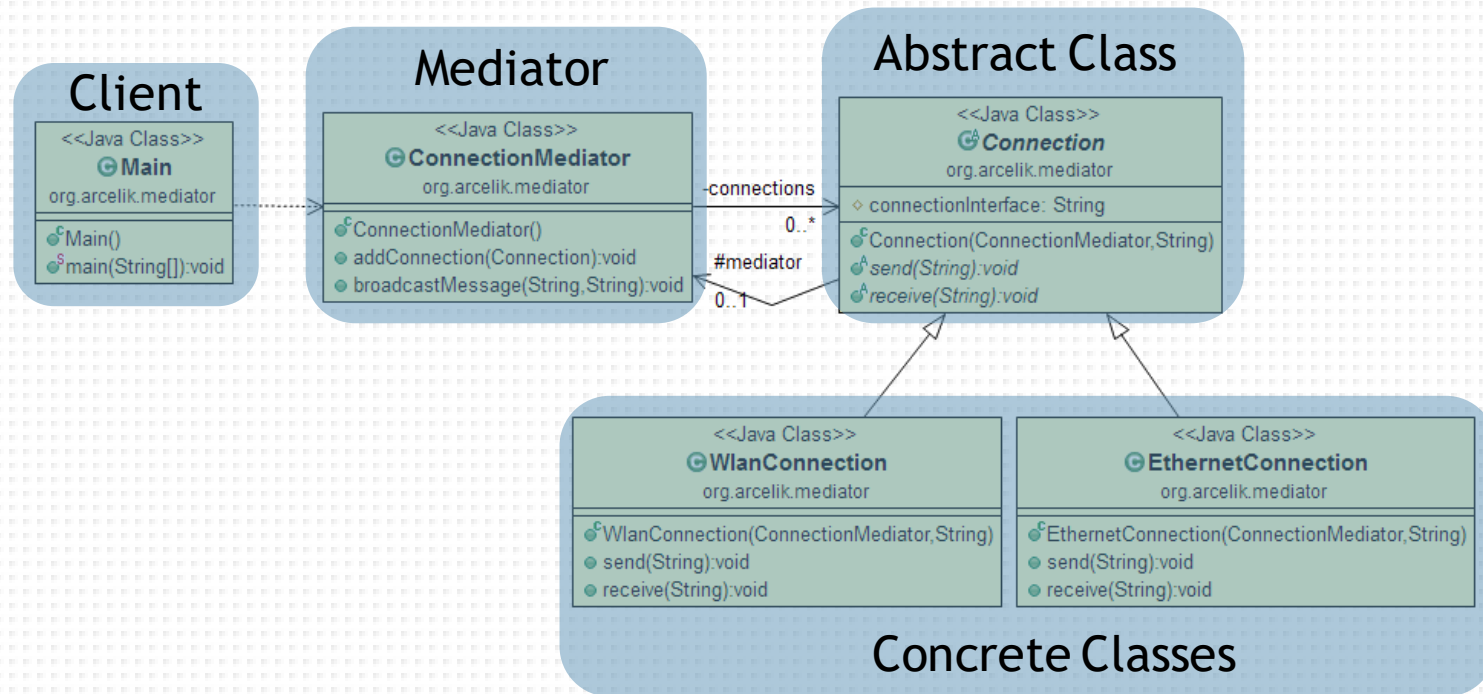 Client
<<Java Class>>
Main
org.arcelik.mediator
Main()
main(String[]):void
Mediator
<<Java Class>>
ConnectionMediator
org.arcelik.mediator
ConnectionMediator()
addConnection(Connection):void
broadcastMessage(String,String):void
-connections
0..*
#mediator
0..1
Abstract Class
<<Java Class>>
Connection
org.arcelik.mediator
connectionInterface: String
Connection(ConnectionMediator,String)
send(String):void
receive(String):void
<<Java Class>>
WlanConnection
org.arcelik.mediator
WlanConnection(ConnectionMediator,String)
send(String):void
receive(String):void
<<Java Class>>
EthernetConnection
org.arcelik.mediator
EthernetConnection(ConnectionMediator,String)
send(String):void
receive(String):void
Concrete Classes